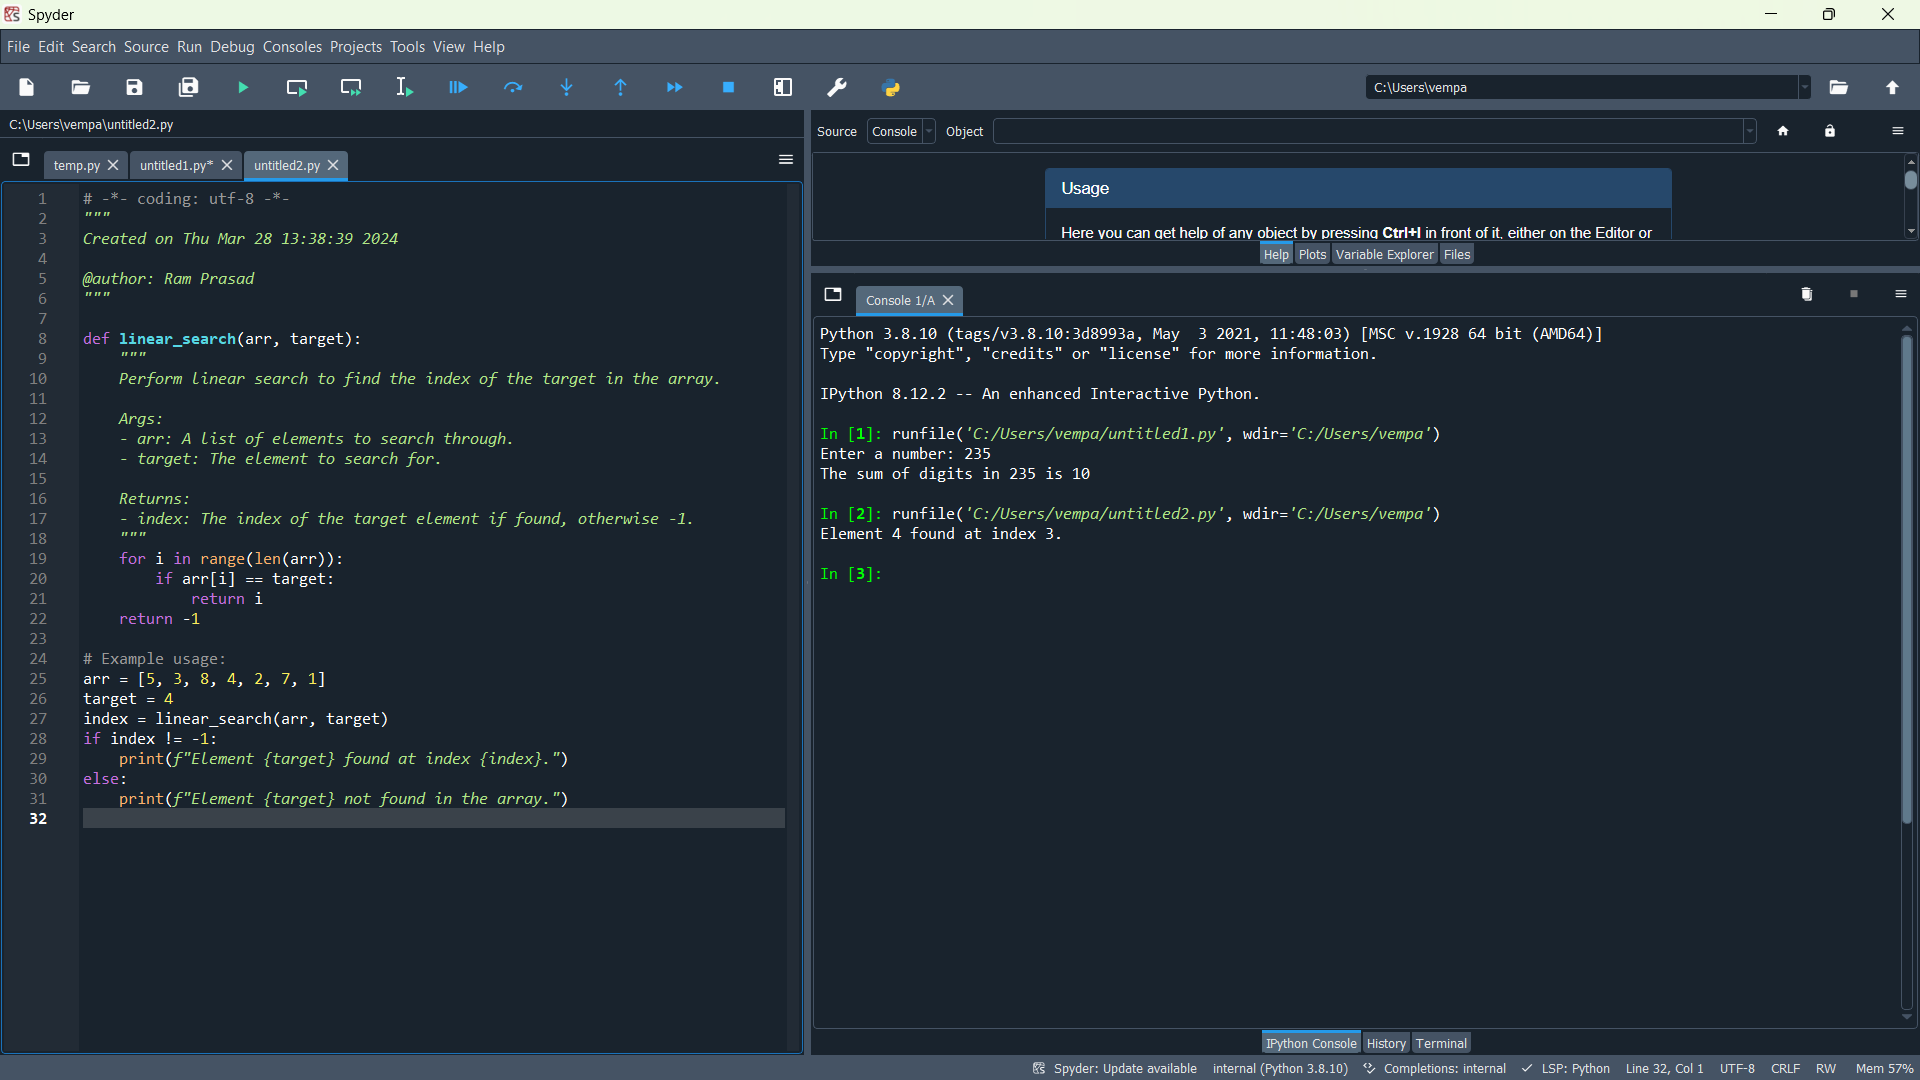 Spyder
File Edit Search Source Run Debug Consoles Projects Tools View Help
C:\Users\vempa
C:\Users\vempa\untitled2.py
temp.py untitled1.py* untitled2.py
1 # -*- coding: utf-8 -*-
2 """
3 Created on Thu Mar 28 13:38:39 2024
4
5 @author: Ram Prasad
6 """
7
8 def linear_search(arr, target):
9     """
10     Perform linear search to find the index of the target in the array.
11
12     Args:
13     - arr: A list of elements to search through.
14     - target: The element to search for.
15
16     Returns:
17     - index: The index of the target element if found, otherwise -1.
18     """
19     for i in range(len(arr)):
20         if arr[i] == target:
21             return i
22     return -1
23
24 # Example usage:
25 arr = [5, 3, 8, 4, 2, 7, 1]
26 target = 4
27 index = linear_search(arr, target)
28 if index != -1:
29     print(f"Element {target} found at index {index}.")
30 else:
31     print(f"Element {target} not found in the array.")
32
Source Console Object
Usage
Here you can get help of any object by pressing Ctrl+I in front of it, either on the Editor or
Help Plots Variable Explorer Files
Console 1/A
Python 3.8.10 (tags/v3.8.10:3d8993a, May  3 2021, 11:48:03) [MSC v.1928 64 bit (AMD64)]
Type "copyright", "credits" or "license" for more information.
IPython 8.12.2 -- An enhanced Interactive Python.
In [1]: runfile('C:/Users/vempa/untitled1.py', wdir='C:/Users/vempa')
Enter a number: 235
The sum of digits in 235 is 10
In [2]: runfile('C:/Users/vempa/untitled2.py', wdir='C:/Users/vempa')
Element 4 found at index 3.
In [3]:
IPython Console History Terminal
Spyder: Update available internal (Python 3.8.10) Completions: internal LSP: Python Line 32, Col 1 UTF-8 CRLF RW Mem 57%